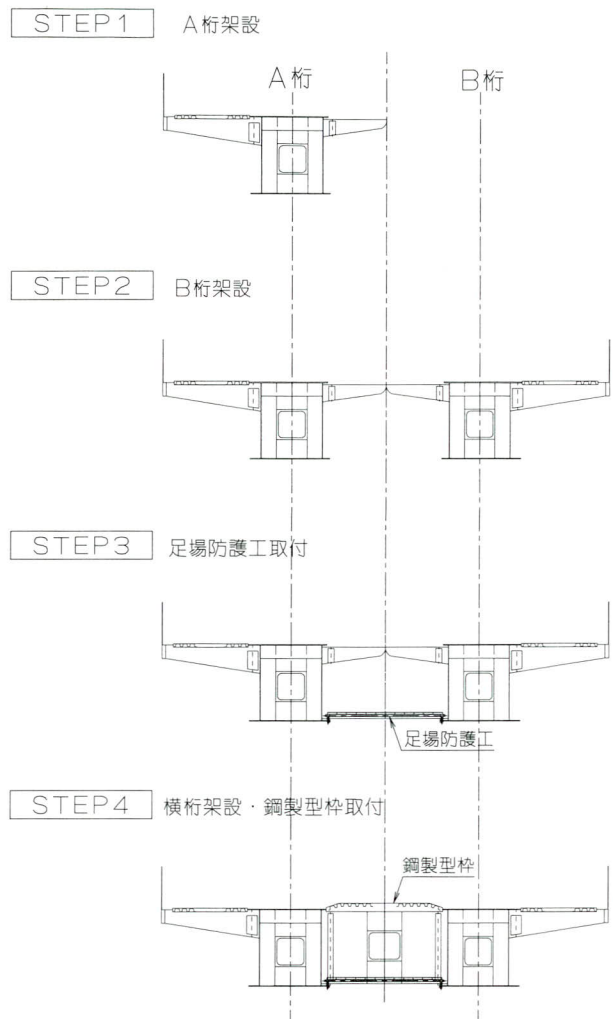 STEP1 A桁架設
A桁 B桁
STEP2 B桁架設
STEP3 足場防護工取付
足場防護工
STEP4 横桁架設・鋼製型枠取付
鋼製型枠